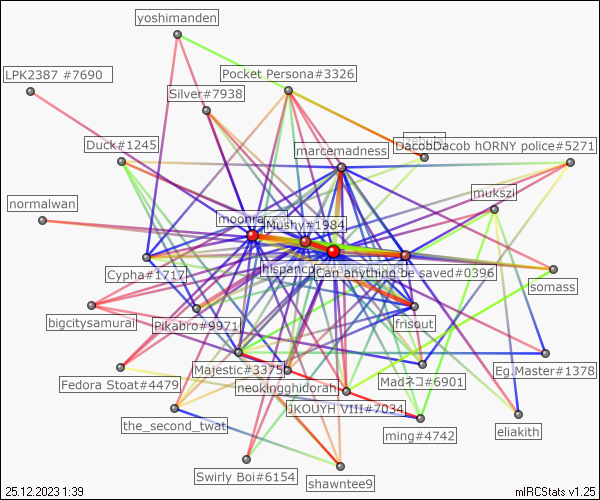 yoshimanden
LPK2387 #7690
Pocket Persona#3326
Silver#7938
Duck#1245
marcemadness
DacobDacob hORNY police#5271
mukszi
normalwan
Mushy#1984
Cypha#1717
Can anything be saved#0396
somass
bigcitysamurai
Pikabro#9971
frisout
Majestic#3375
Eg.Master#1378
Fedora Stoat#4479
neokingghidorah
Madネコ#6901
JKOUYH VIII#7034
the_second_twat
ming#4742
eliakith
Swirly Boi#6154
shawntee9
25.12.2023 1:39
mIRCStats v1.25